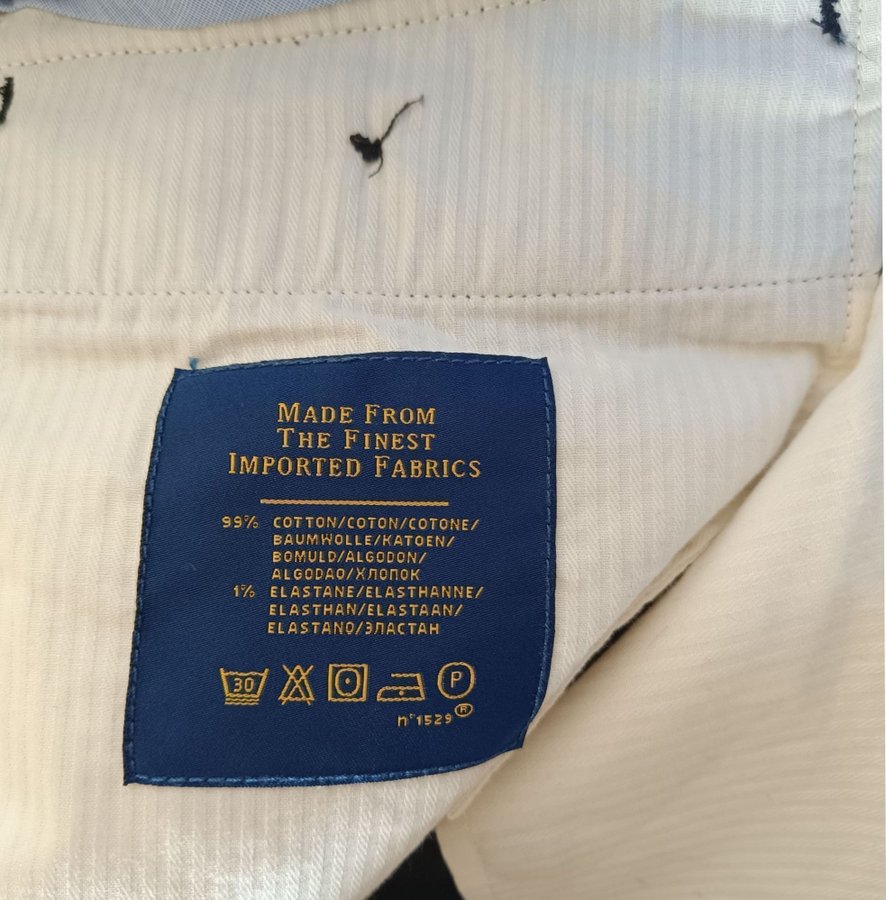 MADE FROM
THE FINEST
IMPORTED FABRICS
99% COTTON/COTON/COTONE/
BAUMWOLLE/KATOEN/
BOMULD/ALGODON/
ALGODAO/ХЛОПОК
1% ELASTANE/ELASTHANNE/
ELASTHAN/ELASTAAN/
ELASTANO/ЭЛАСТАН
30 P
n°1529®